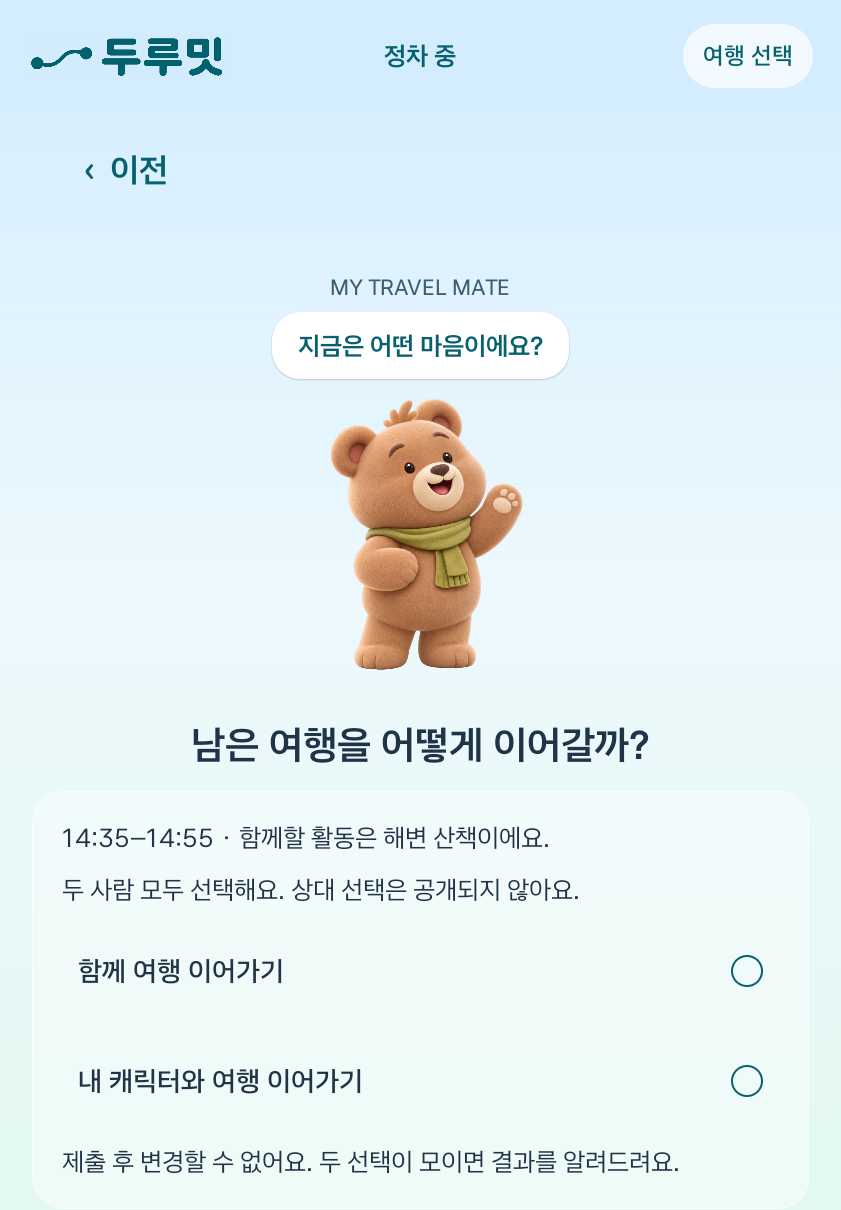 두루밋
정차 중
여행 선택
‹ 이전
MY TRAVEL MATE
지금은 어떤 마음이에요?
남은 여행을 어떻게 이어갈까?
14:35–14:55 · 함께할 활동은 해변 산책이에요.
두 사람 모두 선택해요. 상대 선택은 공개되지 않아요.
함께 여행 이어가기
내 캐릭터와 여행 이어가기
제출 후 변경할 수 없어요. 두 선택이 모이면 결과를 알려드려요.